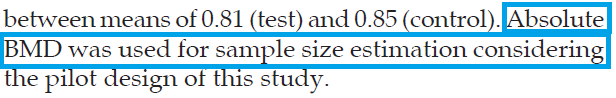 between means of 0.81 (test) and 0.85 (control). Absolute
BMD was used for sample size estimation considering
the pilot design of this study.